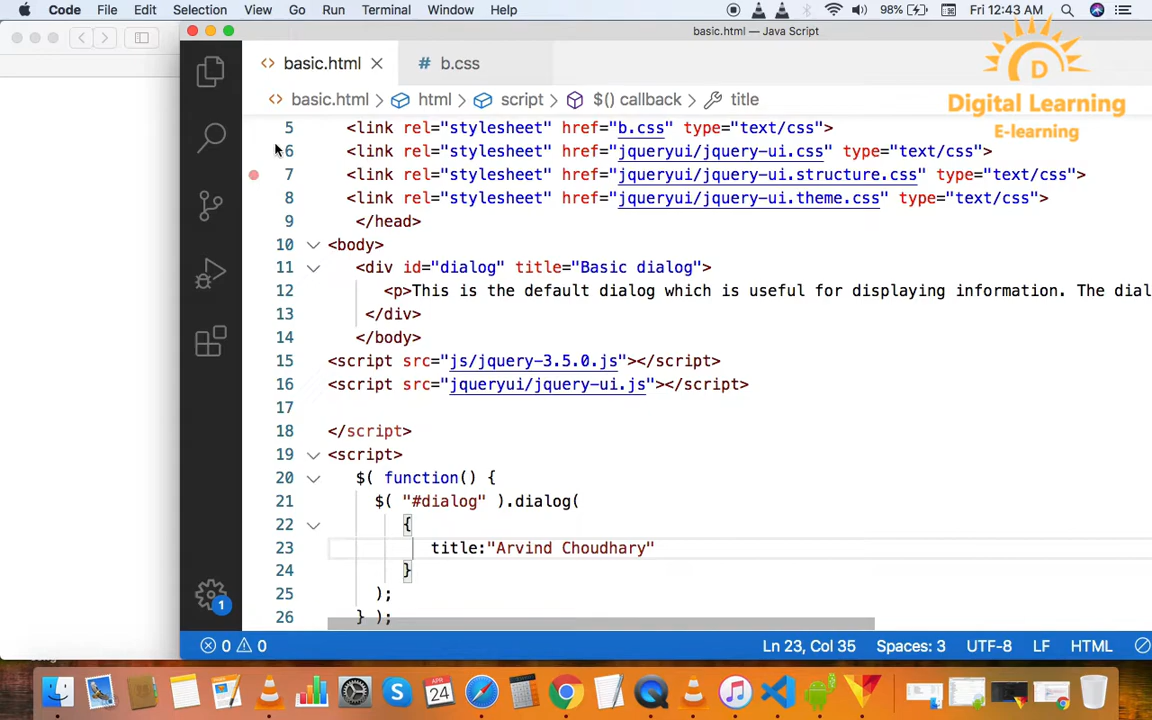 Code File Edit Selection View Go Run Terminal Window Help 98% Fri 12:43 AM
basic.html — Java Script
basic.html # b.css
basic.html > html > script > $() callback > title
D
Digital Learning
E-learning
5 <link rel="stylesheet" href="b.css" type="text/css">
6 <link rel="stylesheet" href="jqueryui/jquery-ui.css" type="text/css">
7 <link rel="stylesheet" href="jqueryui/jquery-ui.structure.css" type="text/css">
8 <link rel="stylesheet" href="jqueryui/jquery-ui.theme.css" type="text/css">
9 </head>
10 <body>
11 <div id="dialog" title="Basic dialog">
12 <p>This is the default dialog which is useful for displaying information. The dial
13 </div>
14 </body>
15 <script src="js/jquery-3.5.0.js"></script>
16 <script src="jqueryui/jquery-ui.js"></script>
17
18 </script>
19 <script>
20 $( function() {
21 $( "#dialog" ).dialog(
22 {
23 title:"Arvind Choudhary"
24 }
25 );
26 } );
1
0 0 Ln 23, Col 35 Spaces: 3 UTF-8 LF HTML
APR
24